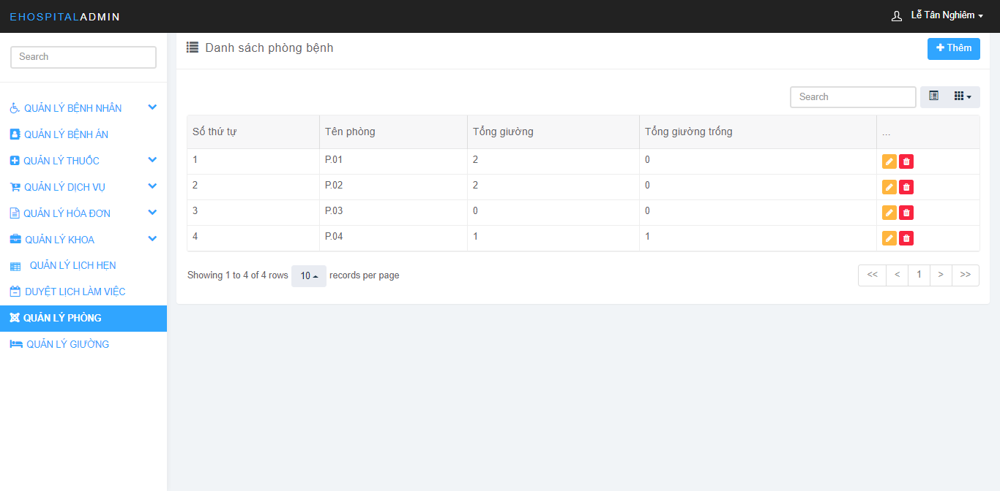 EHOSPITALADMIN
Lễ Tân Nghiêm
Search
QUẢN LÝ BỆNH NHÂN
QUẢN LÝ BỆNH ÁN
QUẢN LÝ THUỐC
QUẢN LÝ DỊCH VỤ
QUẢN LÝ HÓA ĐƠN
QUẢN LÝ KHOA
QUẢN LÝ LỊCH HẸN
DUYỆT LỊCH LÀM VIỆC
QUẢN LÝ PHÒNG
QUẢN LÝ GIƯỜNG
Danh sách phòng bệnh
Thêm
Search
Số thứ tự Tên phòng Tổng giường Tổng giường trống ...
1 P.01 2 0
2 P.02 2 0
3 P.03 0 0
4 P.04 1 1
Showing 1 to 4 of 4 rows 10 records per page
<< < 1 > >>